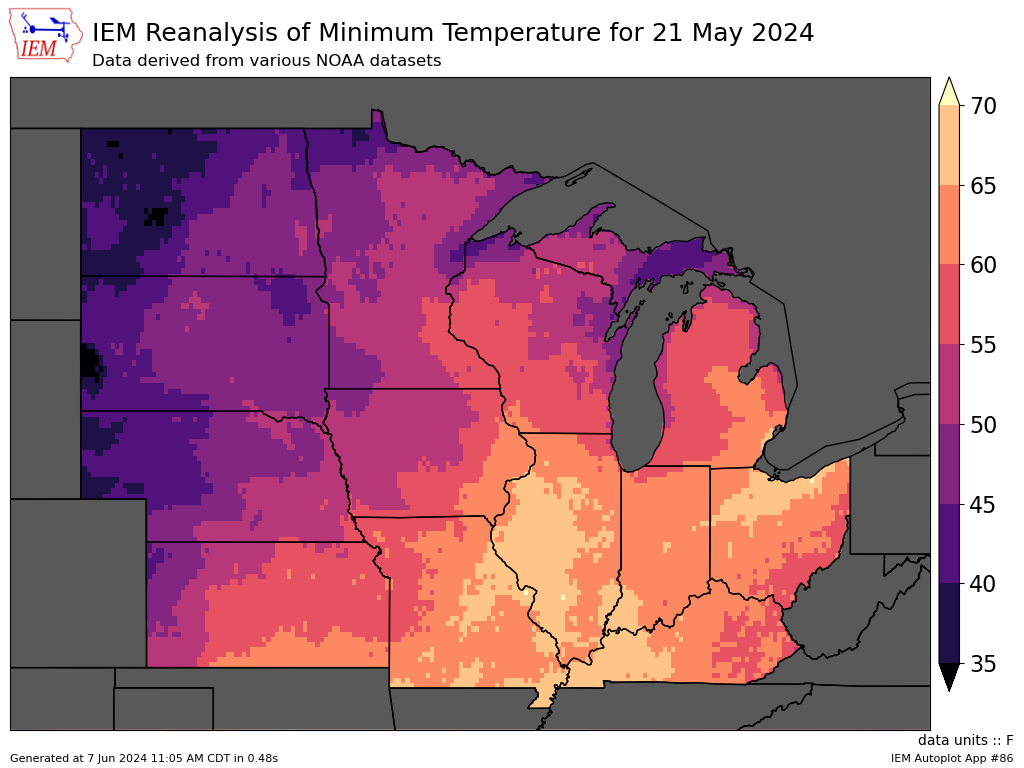 IEM
IEM Reanalysis of Minimum Temperature for 21 May 2024
Data derived from various NOAA datasets
70
65
60
55
50
45
40
35
data units :: F
Generated at 7 Jun 2024 11:05 AM CDT in 0.48s
IEM Autoplot App #86